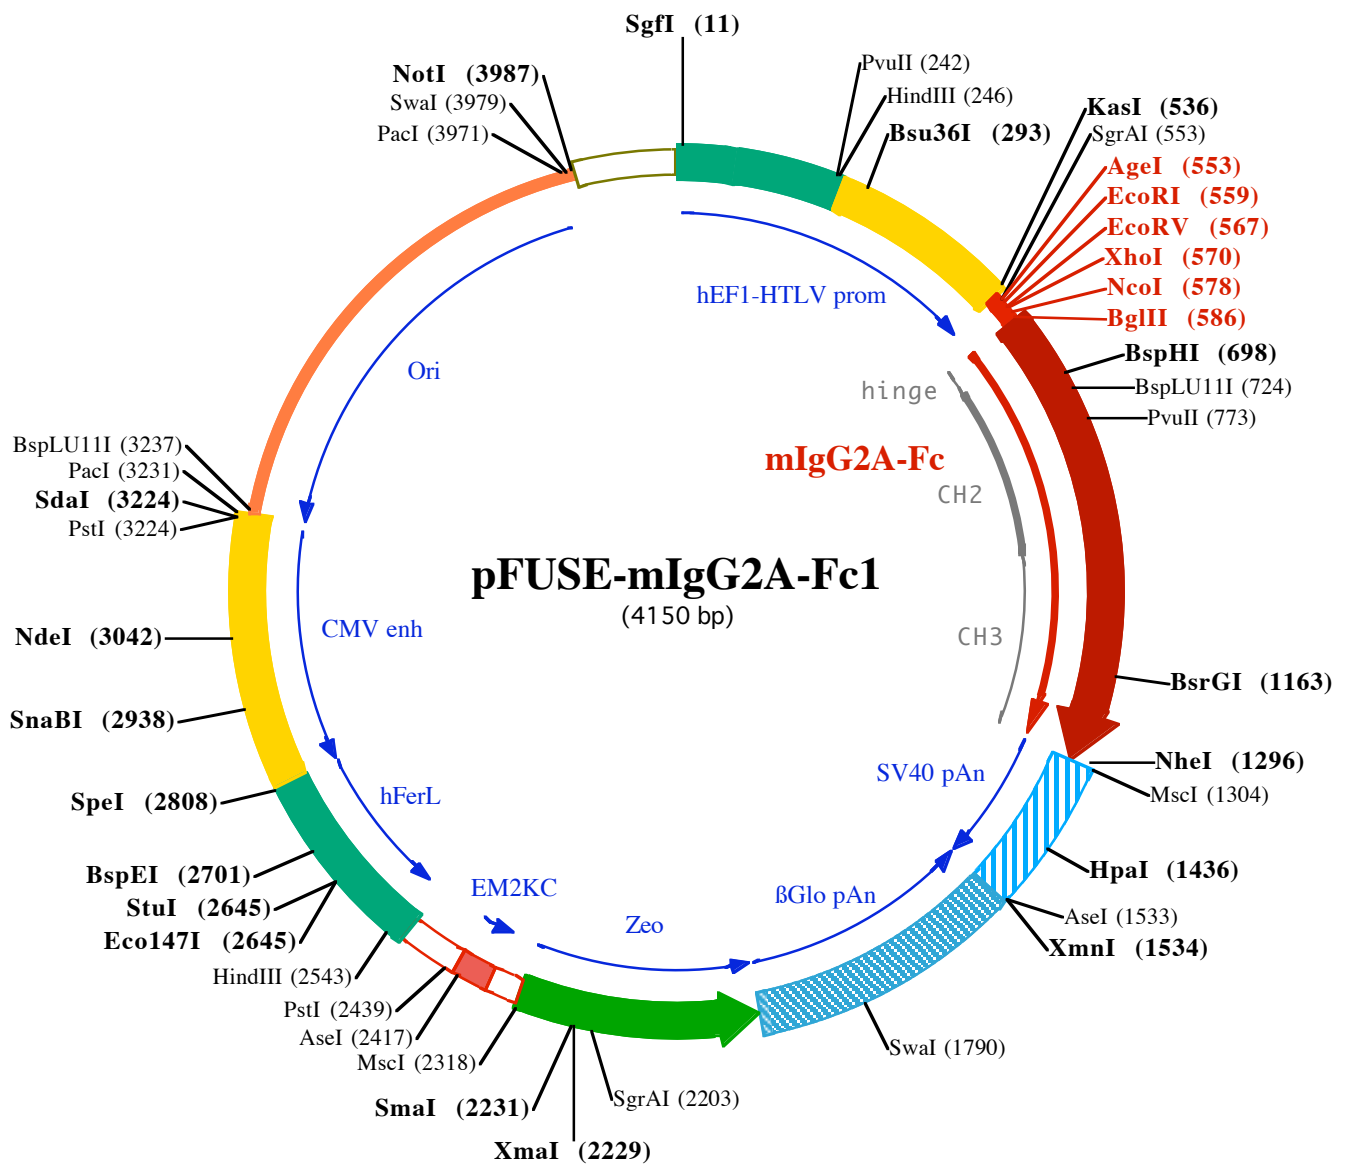 SgfI (11)
NotI (3987)
SwaI (3979)
PacI (3971)
PvuII (242)
HindIII (246)
Bsu36I (293)
KasI (536)
SgrAI (553)
AgeI (553)
EcoRI (559)
EcoRV (567)
XhoI (570)
NcoI (578)
BglII (586)
BspHI (698)
BspLU11I (724)
PvuII (773)
hEF1-HTLV prom
Ori
hinge
mIgG2A-Fc
CH2
BspLU11I (3237)
PacI (3231)
SdaI (3224)
PstI (3224)
pFUSE-mIgG2A-Fc1
(4150 bp)
CMV enh
CH3
NdeI (3042)
SnaBI (2938)
BsrGI (1163)
NheI (1296)
MscI (1304)
SV40 pAn
hFerL
SpeI (2808)
HpaI (1436)
BspEI (2701)
StuI (2645)
Eco147I (2645)
EM2KC
ßGlo pAn
Zeo
AseI (1533)
XmnI (1534)
HindIII (2543)
PstI (2439)
AseI (2417)
MscI (2318)
SwaI (1790)
SmaI (2231)
SgrAI (2203)
XmaI (2229)